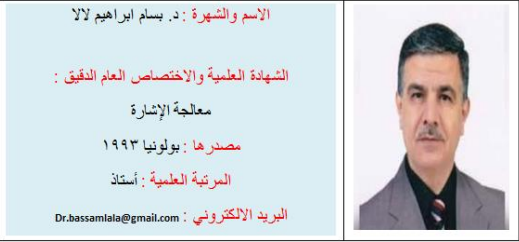 الاسم والشهرة : د. بسام ابراهيم لالا
الشهادة العلمية والاختصاص العام الدقيق :
معالجة الإشارة
مصدرها : بولونيا ١٩٩٣
المرتبة العلمية : أستاذ
البريد الالكتروني : Dr.bassamlala@gmail.com